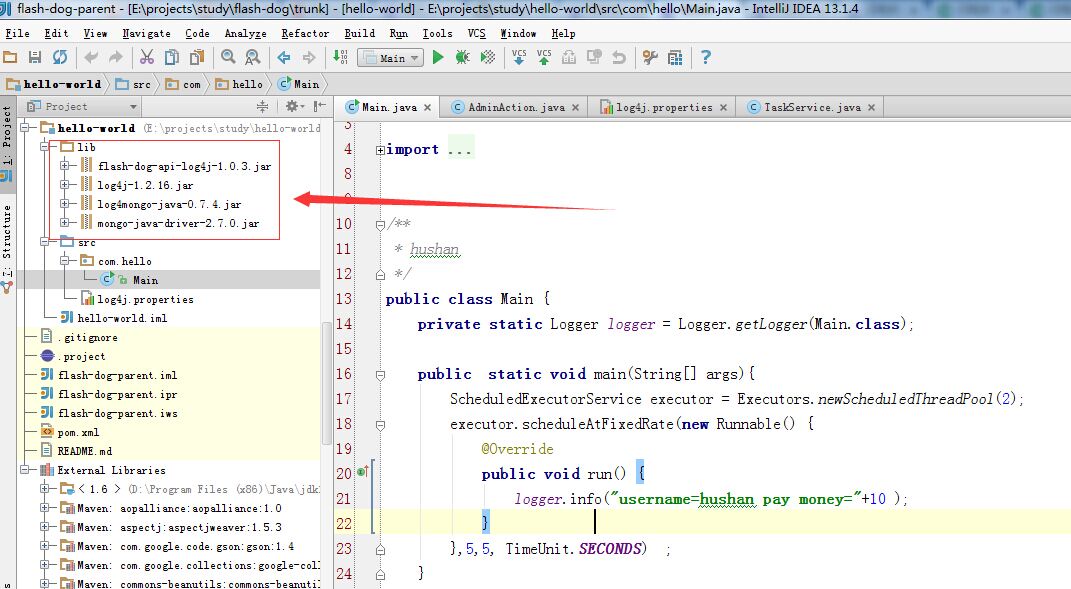 flash-dog-parent - [E:\projects\study\flash-dog\trunk] - [hello-world] - E:\projects\study\hello-world\src\com\hello\Main.java - IntelliJ IDEA 13.1.4
File Edit View Navigate Code Analyze Refactor Build Run Tools VCS Window Help
Main VCS VCS
hello-world src com hello Main
1: Project
7: Structure
Project
hello-world (E:\projects\study\hello-world
lib
flash-dog-api-log4j-1.0.3.jar
log4j-1.2.16.jar
log4mongo-java-0.7.4.jar
mongo-java-driver-2.7.0.jar
src
com.hello
Main
log4j.properties
hello-world.iml
.gitignore
.project
flash-dog-parent.iml
flash-dog-parent.ipr
flash-dog-parent.iws
pom.xml
README.md
External Libraries
< 1.6 > (D:\Program Files (x86)\Java\jdk
Maven: aopalliance:aopalliance:1.0
Maven: aspectj:aspectjweaver:1.5.3
Maven: com.google.code.gson:gson:1.4
Maven: com.google.collections:google-col
Maven: commons-beanutils:commons-beanuti
Main.java AdminAction.java log4j.properties TaskService.java
3
4 import ...
8
9
10 /**
11 * hushan
12 */
13 public class Main {
14 private static Logger logger = Logger.getLogger(Main.class);
15
16 public static void main(String[] args){
17 ScheduledExecutorService executor = Executors.newScheduledThreadPool(2);
18 executor.scheduleAtFixedRate(new Runnable() {
19 @Override
20 public void run() {
21 logger.info("username=hushan pay money="+10 );
22 }
23 },5,5, TimeUnit.SECONDS) ;
24 }